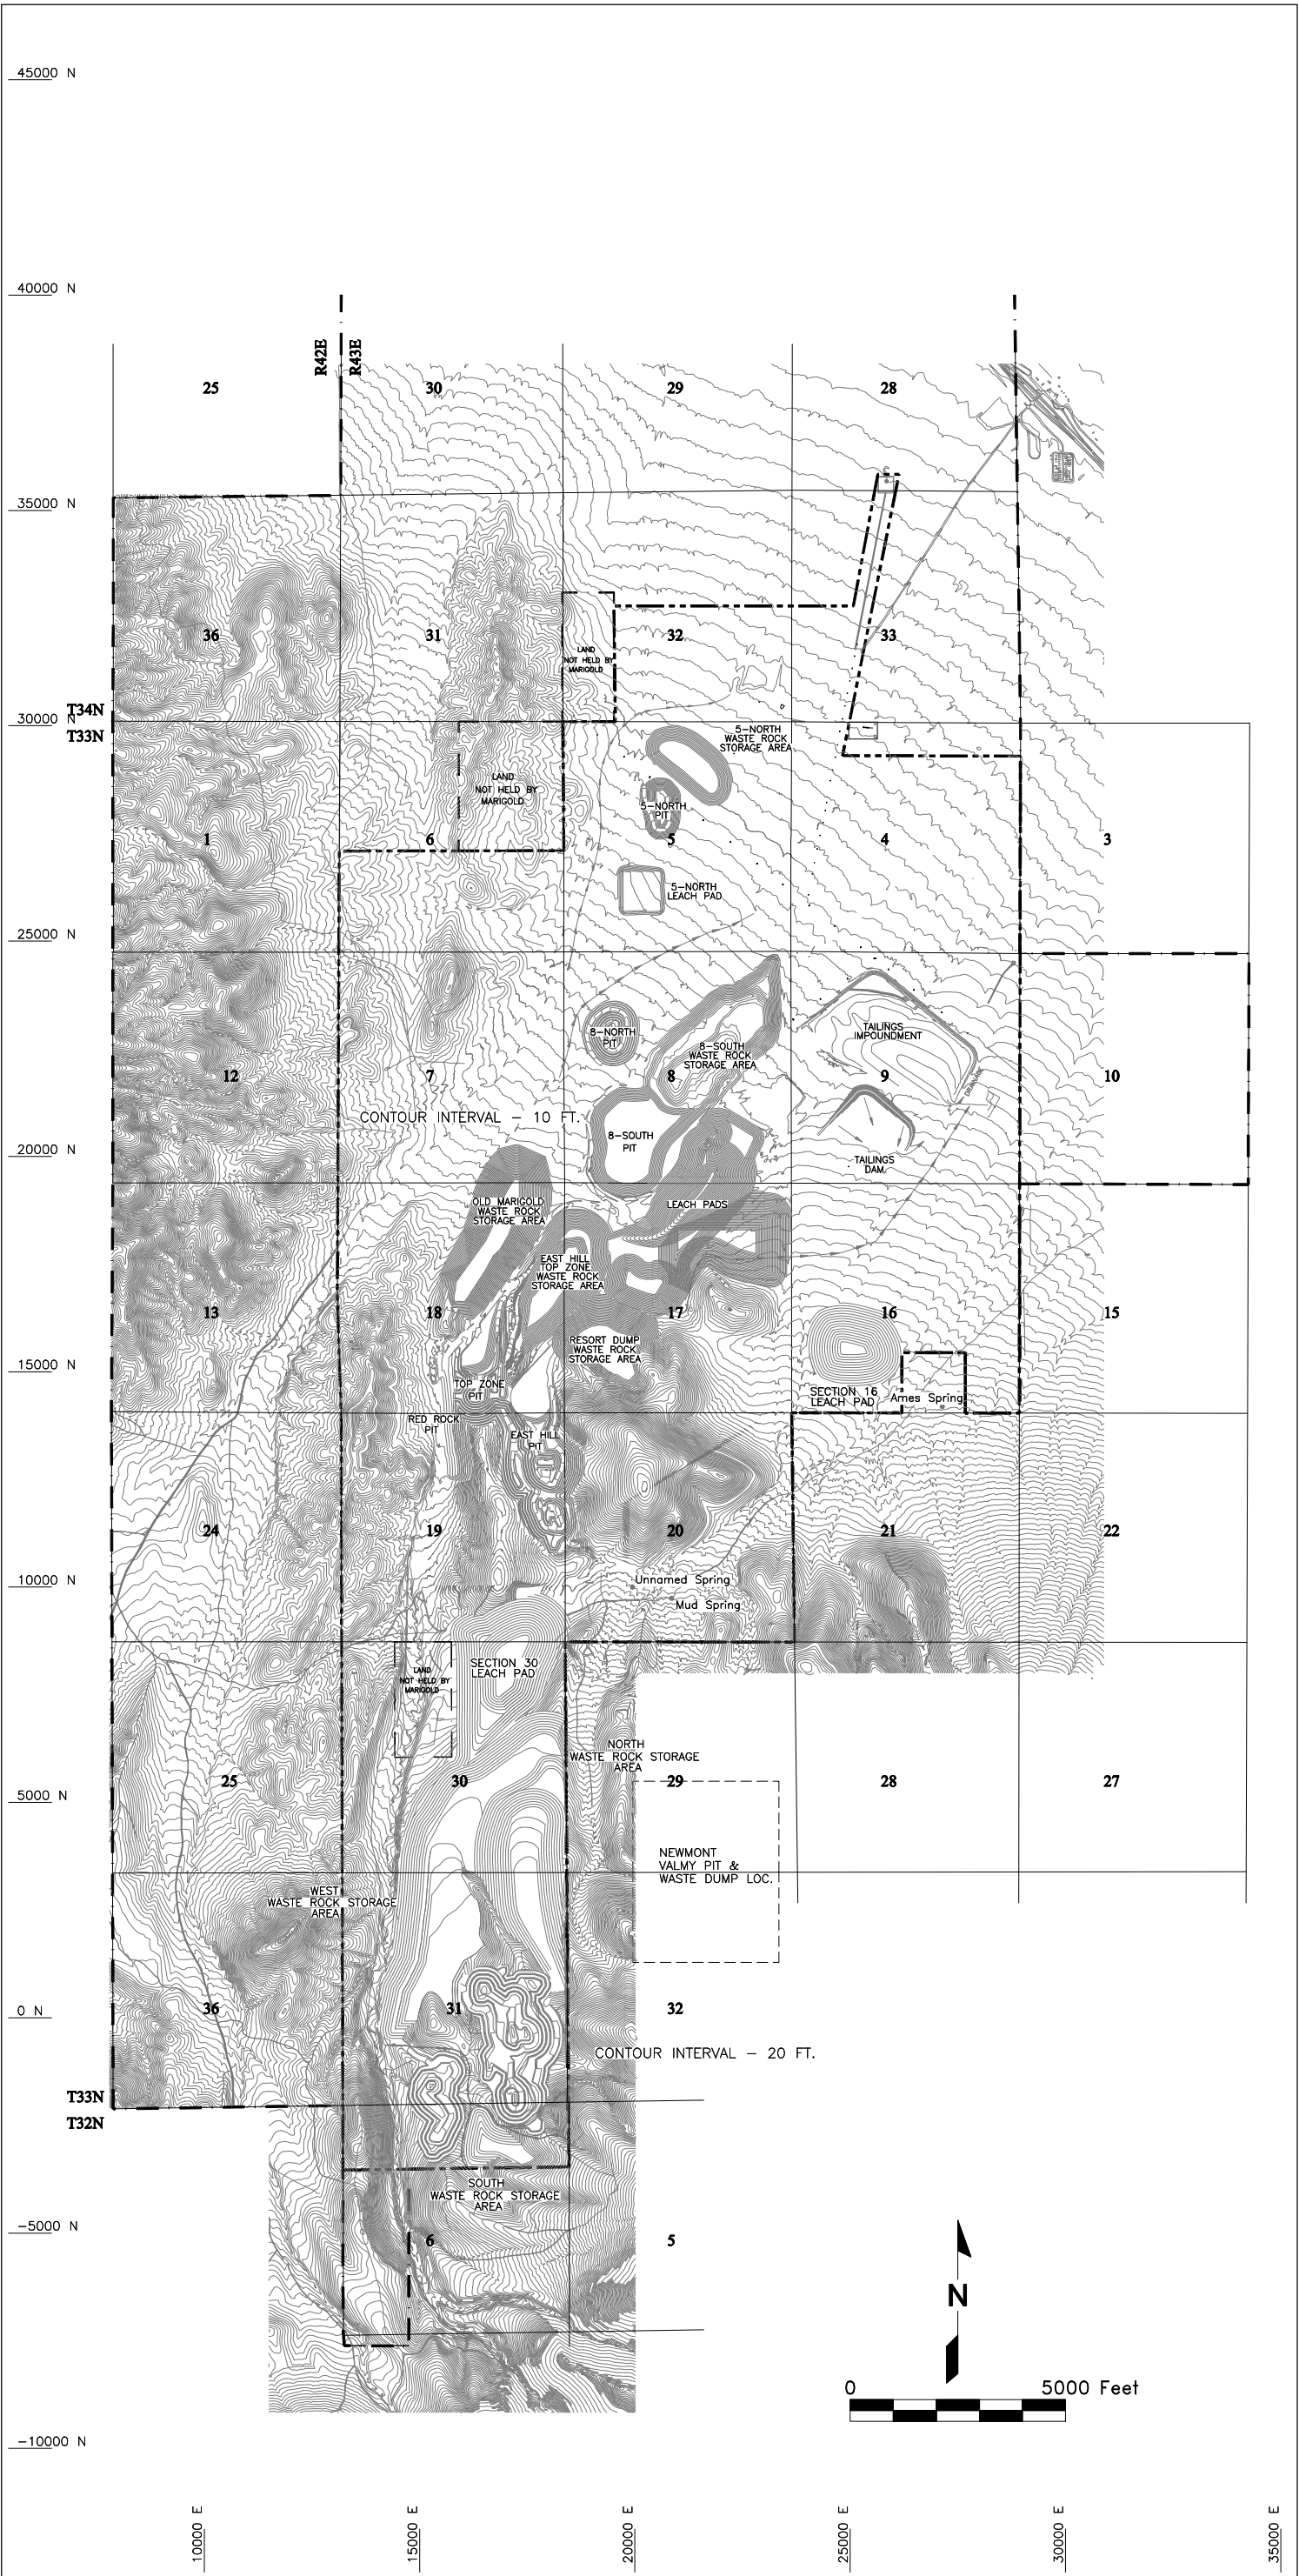 45000 N
40000 N
R42E
R43E
25
30
29
28
35000 N
36
31
32
33
LAND
NOT HELD BY
MARIGOLD
T34N
30000 N
T33N
5-NORTH
WASTE ROCK
STORAGE AREA
LAND
NOT HELD BY
MARIGOLD
5-NORTH
PIT
1
6
5
4
3
5-NORTH
LEACH PAD
25000 N
8-NORTH
PIT
TAILINGS
IMPOUNDMENT
8-SOUTH
WASTE ROCK
STORAGE AREA
12
7
8
9
10
CONTOUR INTERVAL - 10 FT.
8-SOUTH
PIT
20000 N
TAILINGS
DAM
OLD MARIGOLD
WASTE ROCK
STORAGE AREA
LEACH PADS
EAST HILL
TOP ZONE
WASTE ROCK
STORAGE AREA
13
18
17
16
15
RESORT DUMP
WASTE ROCK
STORAGE AREA
15000 N
TOP ZONE
PIT
SECTION 16
LEACH PAD
Ames Spring
RED ROCK
PIT
EAST HILL
PIT
24
19
20
21
22
10000 N
Unnamed Spring
Mud Spring
LAND
NOT HELD BY
MARIGOLD
SECTION 30
LEACH PAD
NORTH
WASTE ROCK STORAGE
AREA
25
30
29
28
27
5000 N
NEWMONT
VALMY PIT &
WASTE DUMP LOC.
WEST
WASTE ROCK STORAGE
AREA
0 N
36
31
32
CONTOUR INTERVAL - 20 FT.
T33N
T32N
SOUTH
WASTE ROCK STORAGE
AREA
-5000 N
6
5
N
0 5000 Feet
-10000 N
10000 E
15000 E
20000 E
25000 E
30000 E
35000 E